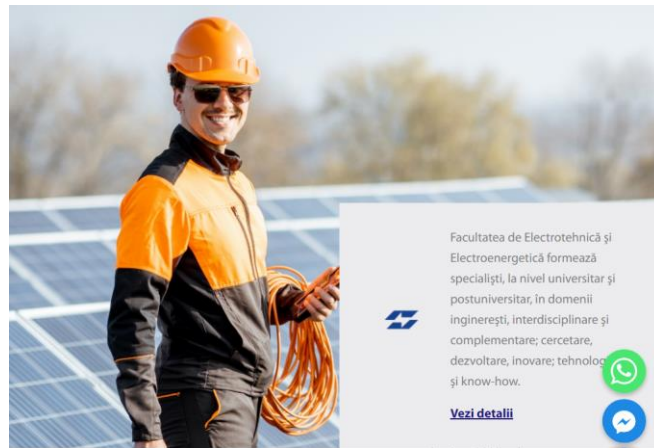 Facultatea de Electrotehnică și
Electroenergetică formează
specialiști, la nivel universitar și
postuniversitar, în domenii
inginerești, interdisciplinare și
complementare; cercetare,
dezvoltare, inovare;
și know-how.
Vezi detalii